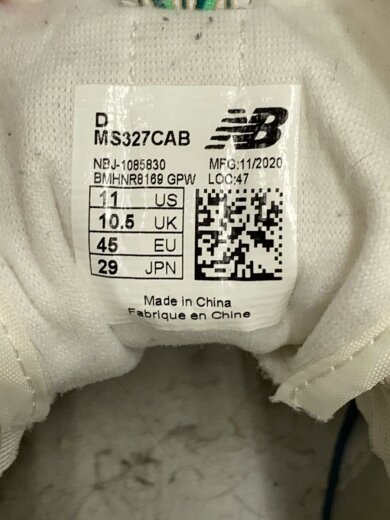 D
MS327CAB
NB
NBJ-1085830 MFG:11/2020
BMHNR8169 GPW LOC:47
11 US
10.5 UK
45 EU
29 JPN
Made in China
Fabrique en Chine